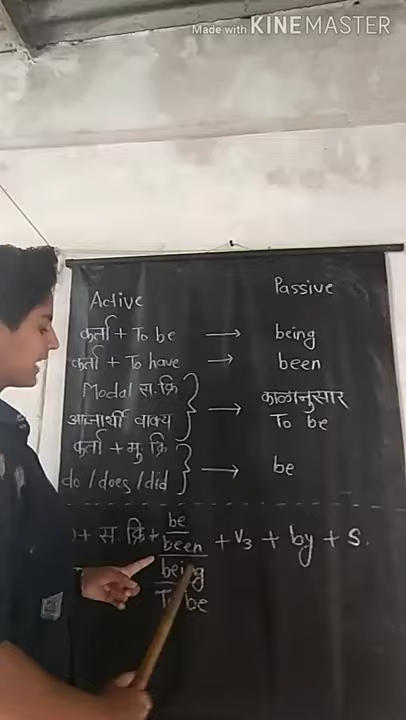 Made with KINEMASTER
Active Passive
कर्ता + To be → being
कर्ता + To have → been
Modal स. क्रि
आज्ञार्थी वाक्य } → काळानुसार To be
कर्ता + मु. क्रि
do / does / did } → be
+ स. क्रि + be / been / being / To be + V₃ + by + S.